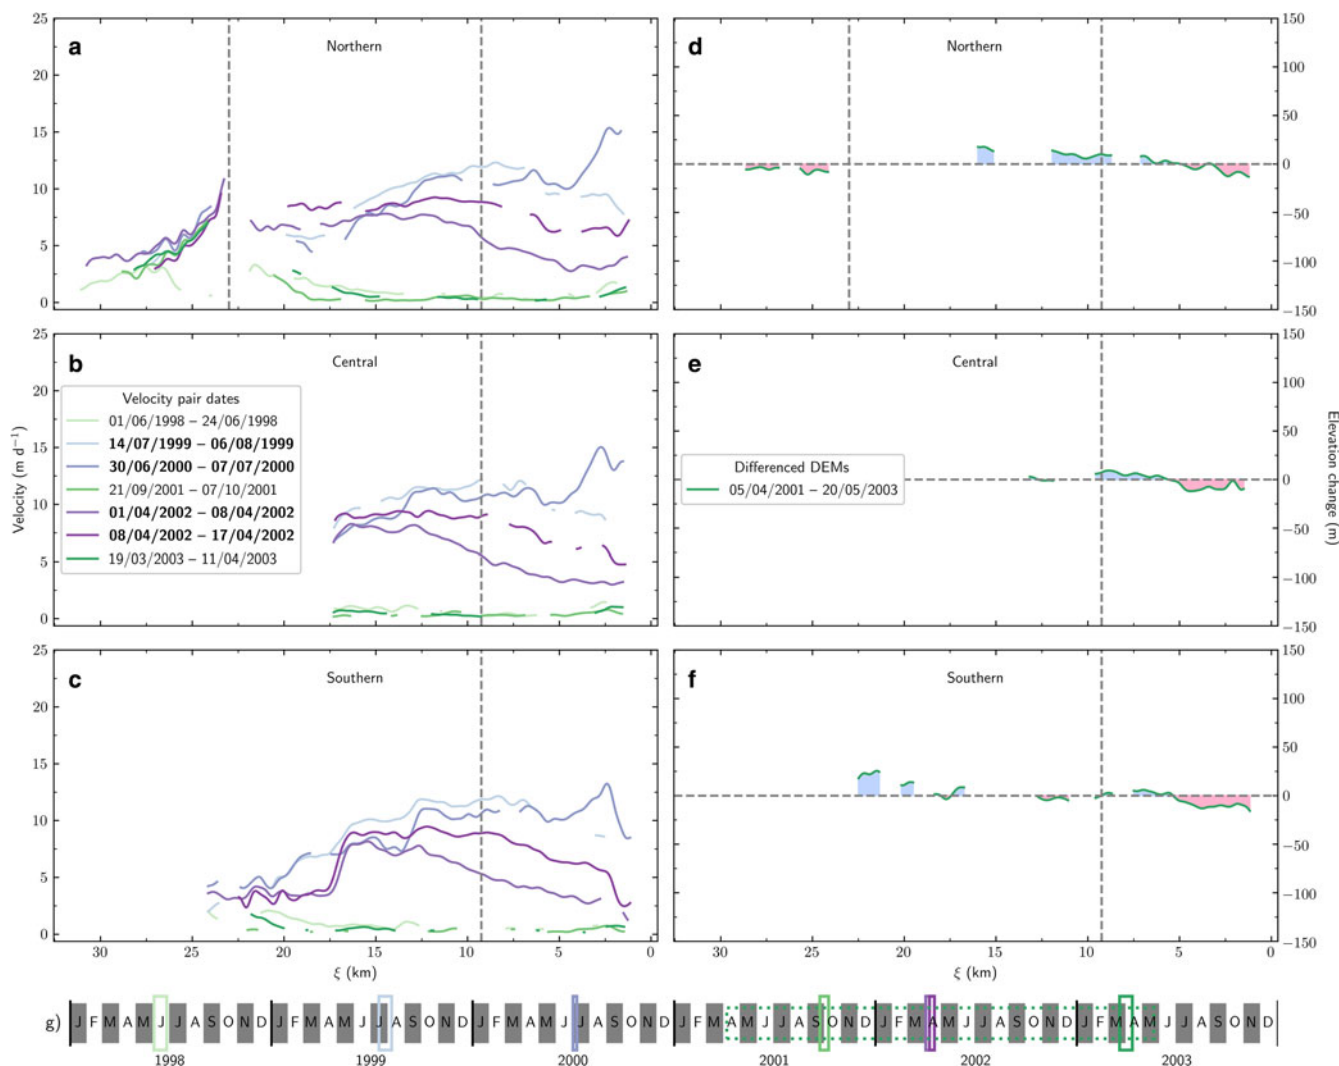 a
Northern
25
20
15
10
5
0
d
Northern
150
100
50
0
−50
−100
−150
b
Central
25
20
15
10
5
0
Velocity (m d⁻¹)
Velocity pair dates
01/06/1998 – 24/06/1998
14/07/1999 – 06/08/1999
30/06/2000 – 07/07/2000
21/09/2001 – 07/10/2001
01/04/2002 – 08/04/2002
08/04/2002 – 17/04/2002
19/03/2003 – 11/04/2003
e
Central
Differenced DEMs
05/04/2001 – 20/05/2003
150
100
50
0
−50
−100
−150
Elevation change (m)
c
Southern
25
20
15
10
5
0
30 25 20 15 10 5 0
ξ (km)
f
Southern
150
100
50
0
−50
−100
−150
30 25 20 15 10 5 0
ξ (km)
g) J F M A M J J A S O N D J F M A M J J A S O N D J F M A M J J A S O N D J F M A M J J A S O N D J F M A M J J A S O N D J F M A M J J A S O N D
1998 1999 2000 2001 2002 2003